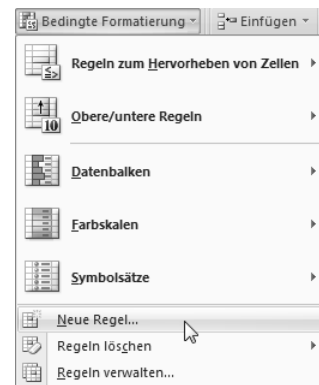 Bedingte Formatierung Einfügen
Regeln zum Hervorheben von Zellen
Obere/untere Regeln
Datenbalken
Farbskalen
Symbolsätze
Neue Regel...
Regeln löschen
Regeln verwalten...